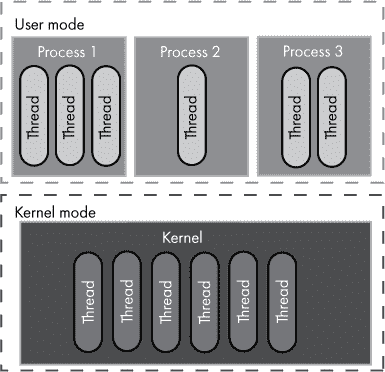 User mode
Process 1
Process 2
Process 3
Thread
Thread
Thread
Thread
Thread
Thread
Kernel mode
Kernel
Thread
Thread
Thread
Thread
Thread
Thread